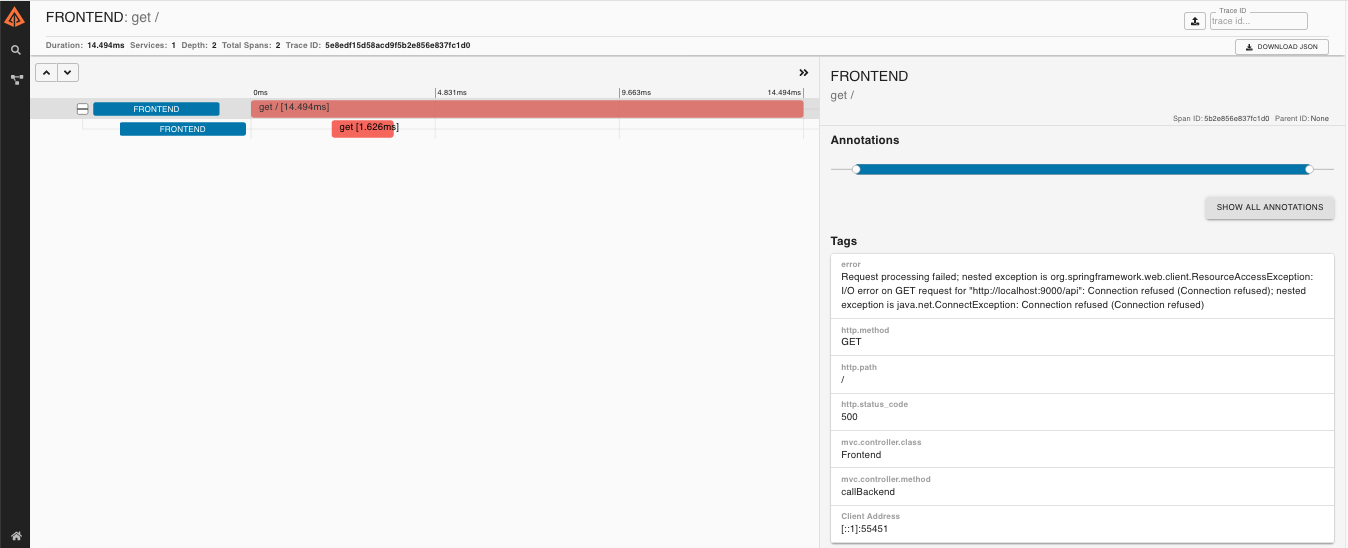 FRONTEND: get /
Trace ID
trace id...
Duration: 14.494ms Services: 1 Depth: 2 Total Spans: 2 Trace ID: 5e8edf15d58acd9f5b2e856e837fc1d0
DOWNLOAD JSON
0ms 4.831ms 9.663ms 14.494ms
FRONTEND get / [14.494ms]
FRONTEND get [1.626ms]
FRONTEND
get /
Span ID: 5b2e856e837fc1d0 Parent ID: None
Annotations
SHOW ALL ANNOTATIONS
Tags
error
Request processing failed; nested exception is org.springframework.web.client.ResourceAccessException:
I/O error on GET request for "http://localhost:9000/api": Connection refused (Connection refused); nested
exception is java.net.ConnectException: Connection refused (Connection refused)
http.method
GET
http.path
/
http.status_code
500
mvc.controller.class
Frontend
mvc.controller.method
callBackend
Client Address
[::1]:55451